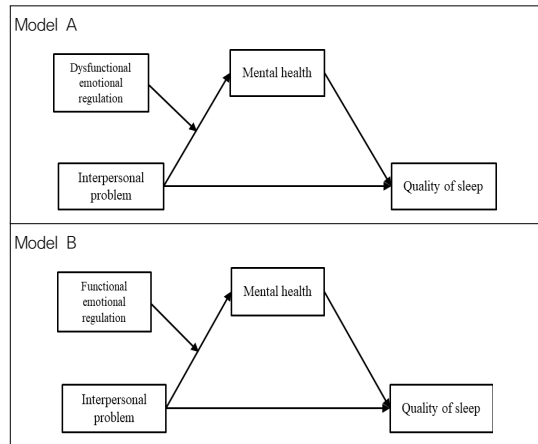 Model A
Dysfunctional
emotional
regulation
Mental health
Interpersonal
problem
Quality of sleep
Model B
Functional
emotional
regulation
Mental health
Interpersonal
problem
Quality of sleep